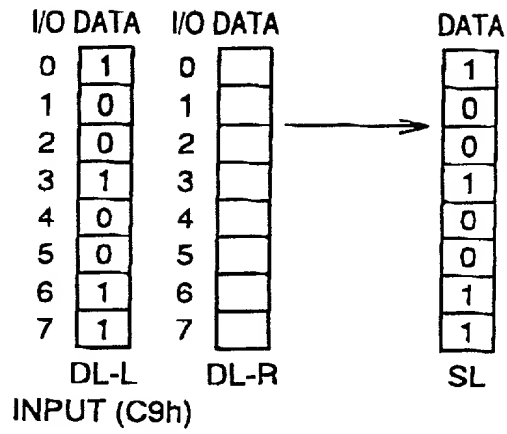 I/O DATA I/O DATA DATA
0 1 0 1
1 0 1 0
2 0 2 0
3 1 3 1
4 0 4 0
5 0 5 0
6 1 6 1
7 1 7 1
DL-L DL-R SL
INPUT (C9h)